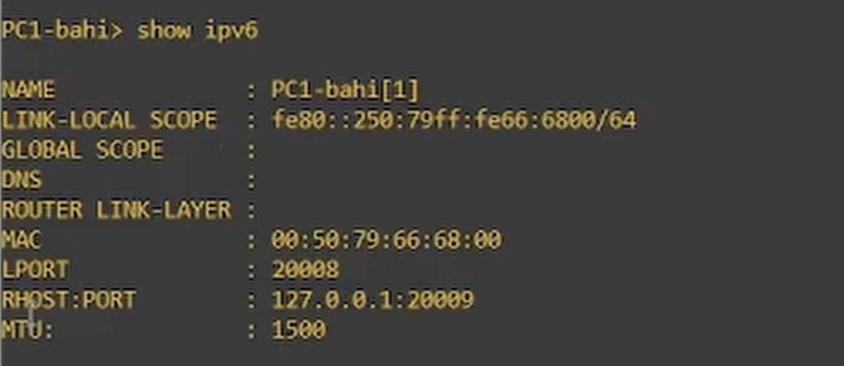 PC1-bahi> show ipv6
NAME : PC1-bahi[1]
LINK-LOCAL SCOPE : fe80::250:79ff:fe66:6800/64
GLOBAL SCOPE :
DNS :
ROUTER LINK-LAYER :
MAC : 00:50:79:66:68:00
LPORT : 20008
RHOST:PORT : 127.0.0.1:20009
MTU: : 1500